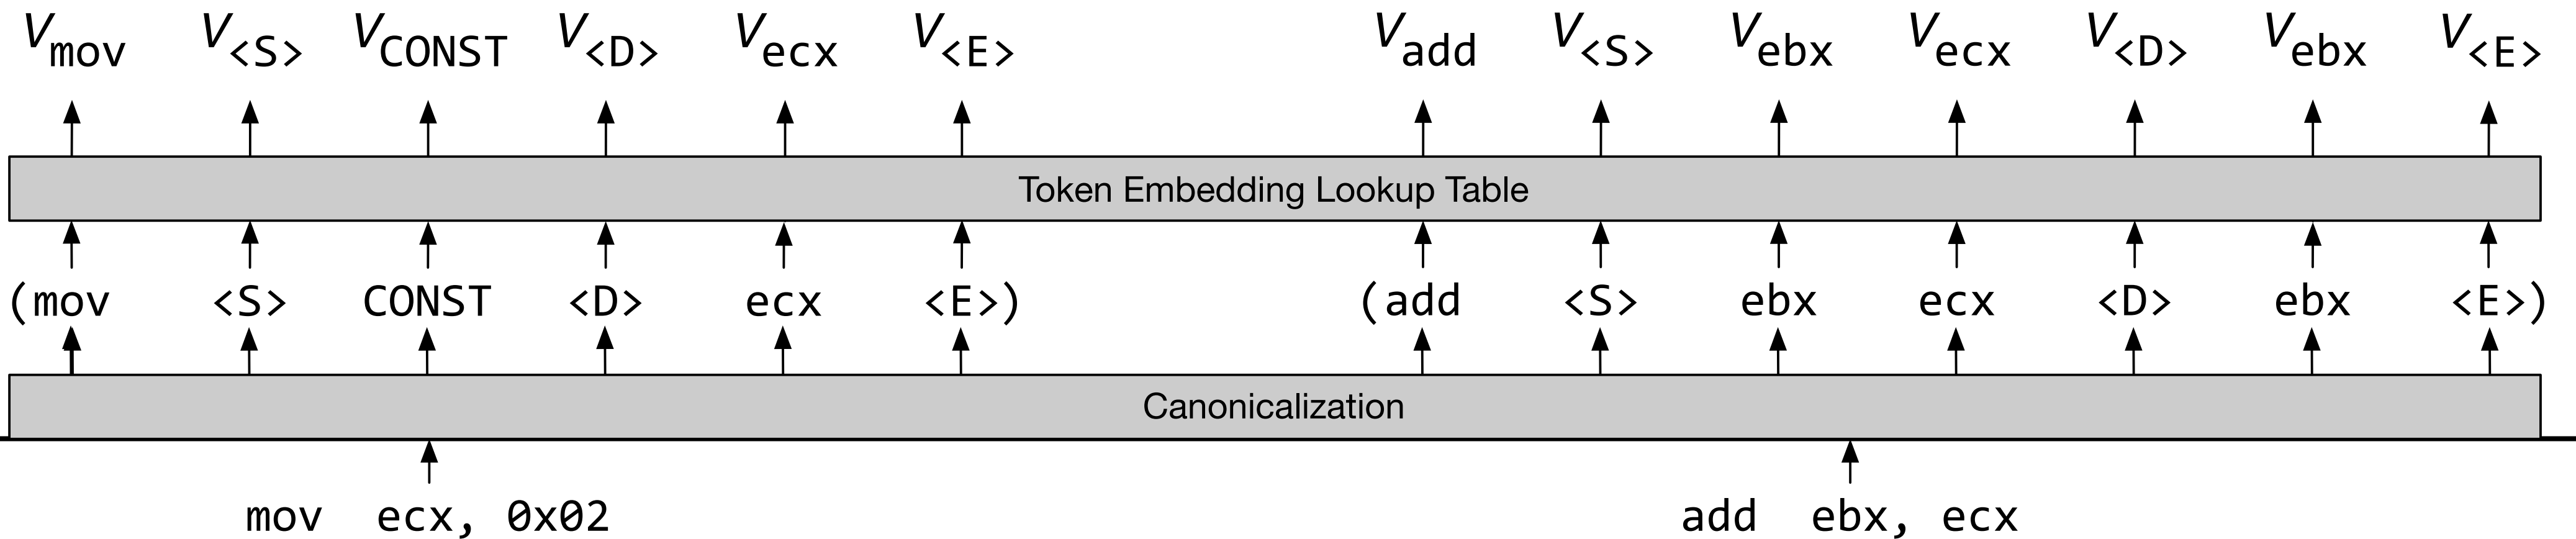 Vmov V<S> VCONST V<D> Vecx V<E> Vadd V<S> Vebx Vecx V<D> Vebx V<E>
Token Embedding Lookup Table
(mov <S> CONST <D> ecx <E>) (add <S> ebx ecx <D> ebx <E>)
Canonicalization
mov ecx, 0x02 add ebx, ecx